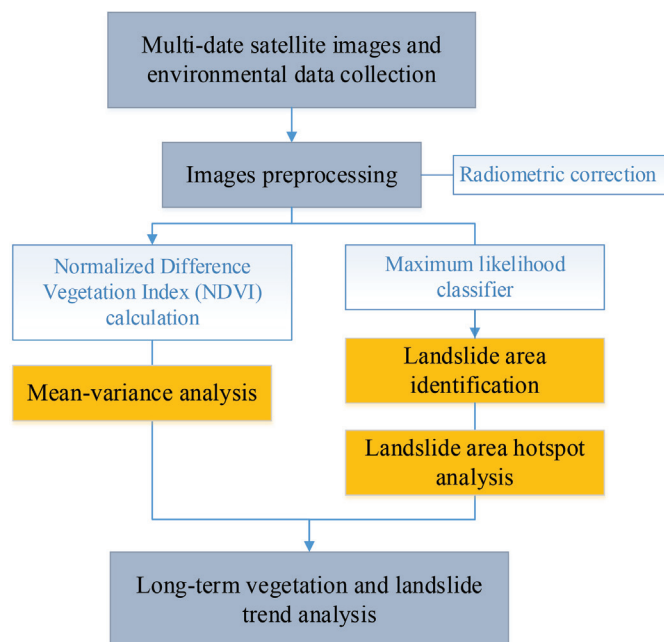 Multi-date satellite images and
environmental data collection
Images preprocessing
Radiometric correction
Normalized Difference
Vegetation Index (NDVI)
calculation
Maximum likelihood
classifier
Mean-variance analysis
Landslide area
identification
Landslide area hotspot
analysis
Long-term vegetation and landslide
trend analysis